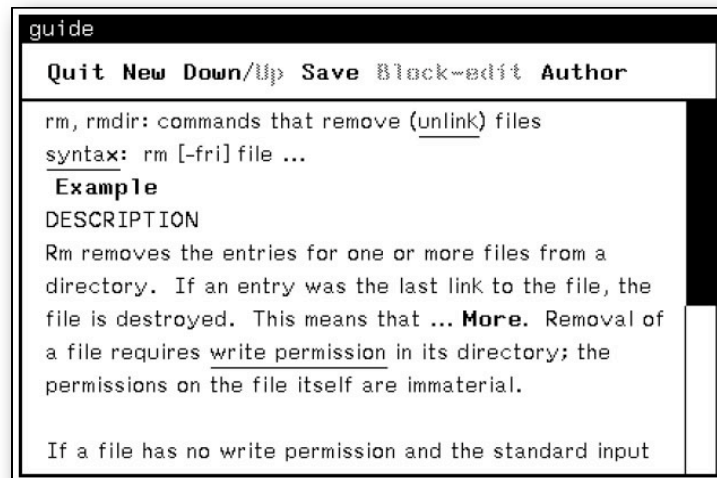 guide
Quit New Down/Up Save Block-edit Author
rm, rmdir: commands that remove (unlink) files
syntax: rm [-fri] file ...
Example
DESCRIPTION
Rm removes the entries for one or more files from a
directory. If an entry was the last link to the file, the
file is destroyed. This means that ... More. Removal of
a file requires write permission in its directory; the
permissions on the file itself are immaterial.
If a file has no write permission and the standard input